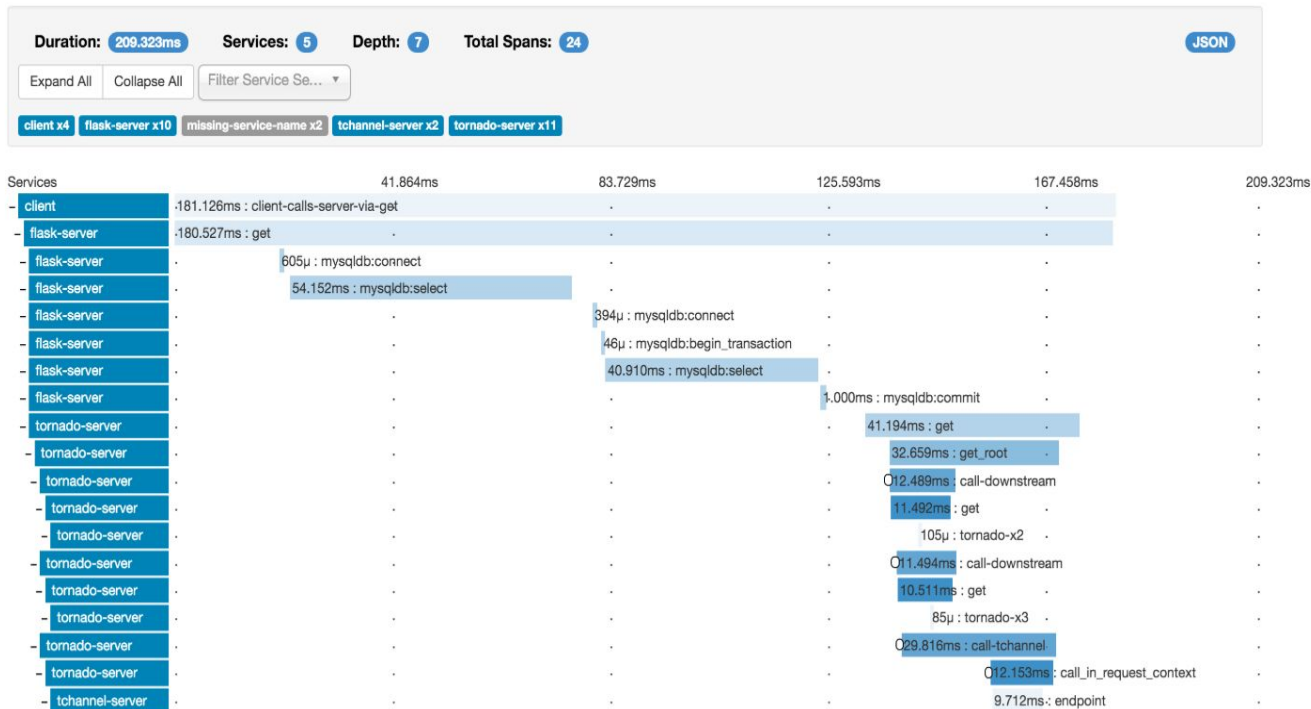 Duration: 209.323ms Services: 5 Depth: 7 Total Spans: 24 JSON
Expand All Collapse All Filter Service Se...
client x4 flask-server x10 missing-service-name x2 tchannel-server x2 tornado-server x11
Services 41.864ms 83.729ms 125.593ms 167.458ms 209.323ms
- client 181.126ms : client-calls-server-via-get
- flask-server 180.527ms : get
- flask-server 605μ : mysqldb:connect
- flask-server 54.152ms : mysqldb:select
- flask-server 394μ : mysqldb:connect
- flask-server 46μ : mysqldb:begin_transaction
- flask-server 40.910ms : mysqldb:select
- flask-server 1.000ms : mysqldb:commit
- tornado-server 41.194ms : get
- tornado-server 32.659ms : get_root
- tornado-server 12.489ms : call-downstream
- tornado-server 11.492ms : get
- tornado-server 105μ : tornado-x2
- tornado-server 11.494ms : call-downstream
- tornado-server 10.511ms : get
- tornado-server 85μ : tornado-x3
- tornado-server 29.816ms : call-tchannel
- tornado-server 12.153ms : call_in_request_context
- tchannel-server 9.712ms : endpoint